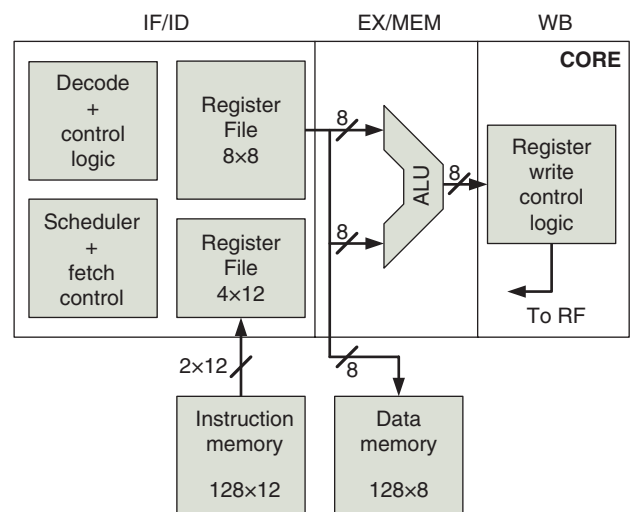 IF/ID
EX/MEM
WB
CORE
Decode
+
control
logic
Register
File
8×8
8
8
ALU
8
Register
write
control
logic
Scheduler
+
fetch
control
Register
File
4×12
To RF
2×12
8
Instruction
memory
128×12
Data
memory
128×8